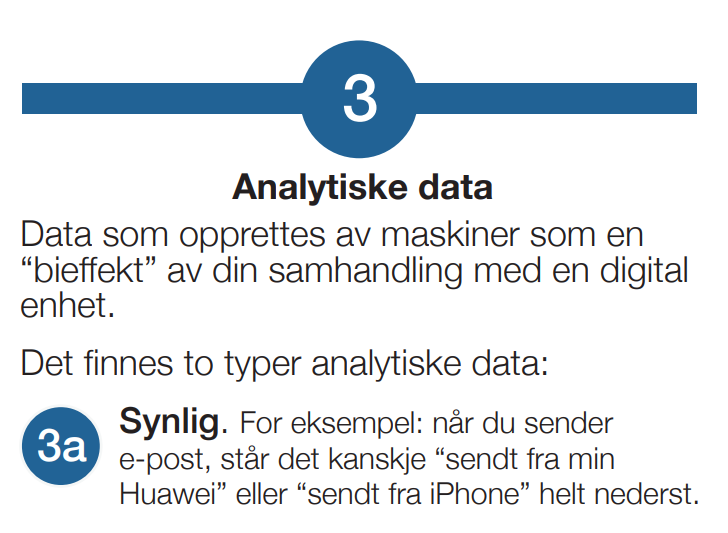 3
Analytiske data
Data som opprettes av maskiner som en
“bieffekt” av din samhandling med en digital
enhet.
Det finnes to typer analytiske data:
3a
Synlig. For eksempel: når du sender
e-post, står det kanskje “sendt fra min
Huawei” eller “sendt fra iPhone” helt nederst.